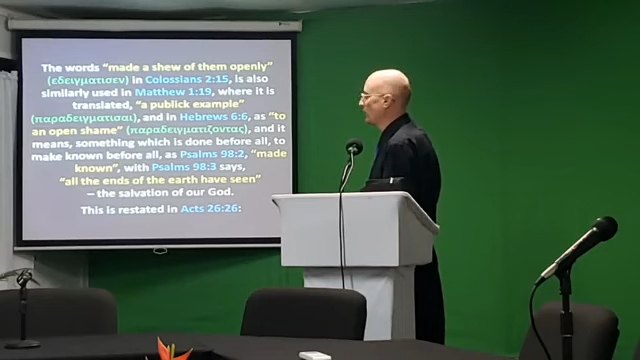 The words “made a shew of them openly”
(εδειγματισεν) in Colossians 2:15, is also
similarly used in Matthew 1:19, where it is
translated, “a publick example”
(παραδειγματισαι), and in Hebrews 6:6, as “to
an open shame” (παραδειγματιζοντας), and it
means, something which is done before all, to
make known before all, as Psalms 98:2, “made
known”, with Psalms 98:3 says,
“all the ends of the earth have seen”
– the salvation of our God.
This is restated in Acts 26:26: